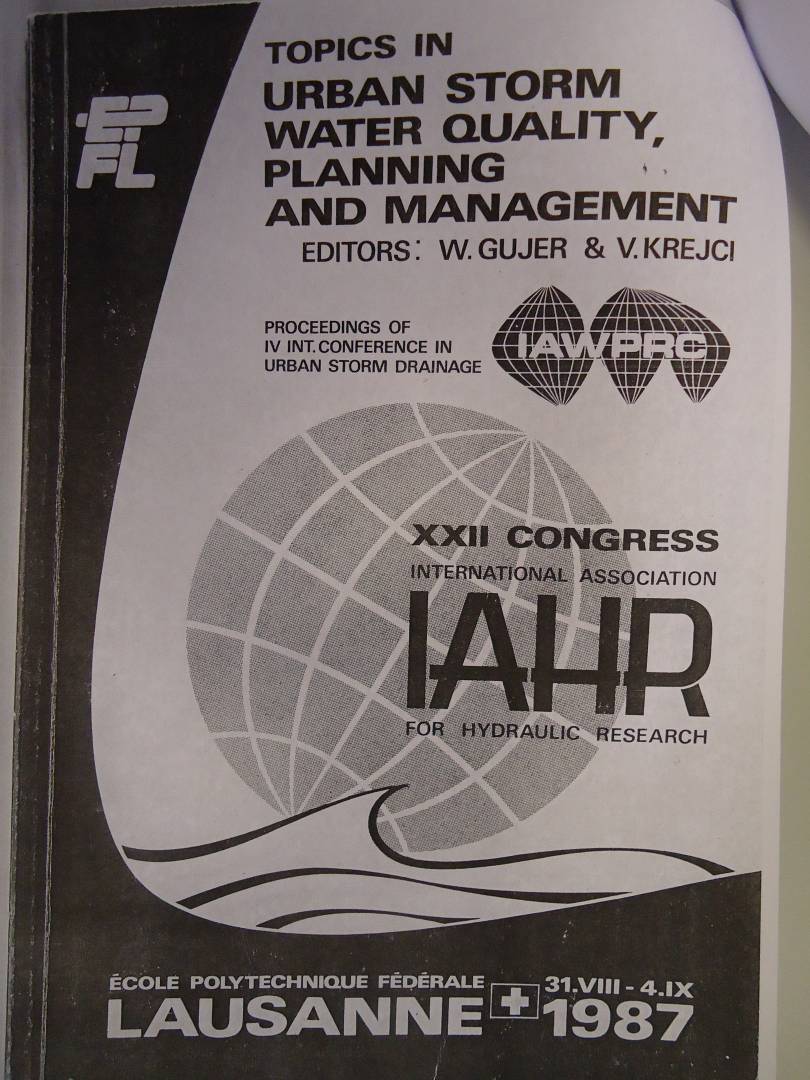 EPFL
TOPICS IN
URBAN STORM
WATER QUALITY,
PLANNING
AND MANAGEMENT
EDITORS: W. GUJER & V. KREJCI
PROCEEDINGS OF
IV INT. CONFERENCE IN
URBAN STORM DRAINAGE
IAWPRC
XXII CONGRESS
INTERNATIONAL ASSOCIATION
IAHR
FOR HYDRAULIC RESEARCH
ÉCOLE POLYTECHNIQUE FÉDÉRALE
LAUSANNE
31.VIII - 4.IX
1987